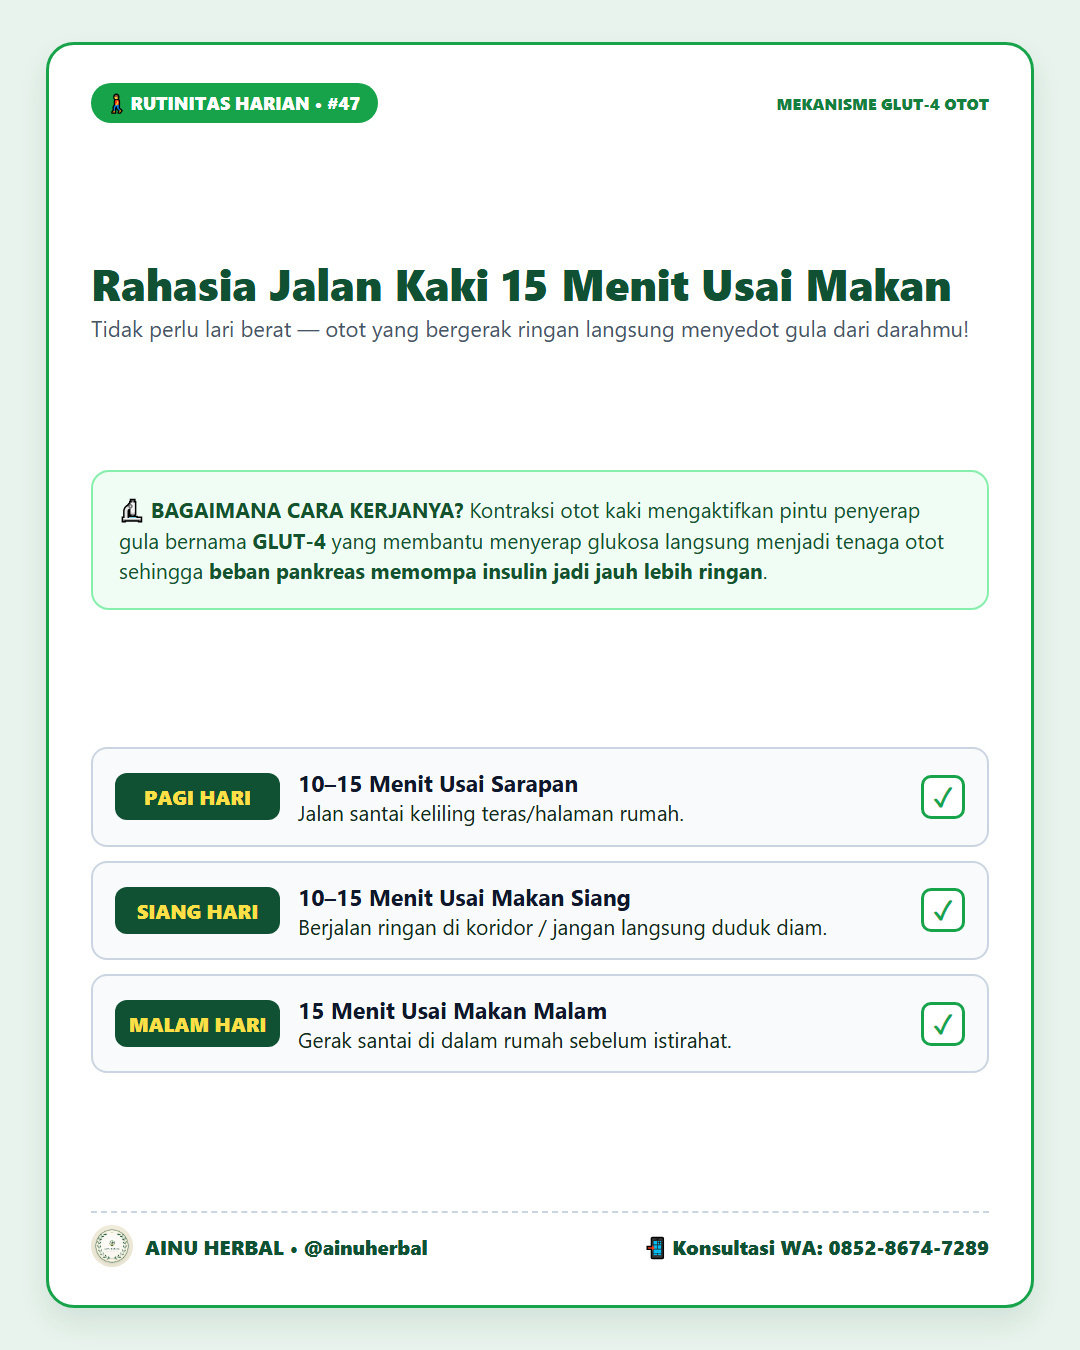 🚶 RUTINITAS HARIAN • #47
MEKANISME GLUT-4 OTOT
Rahasia Jalan Kaki 15 Menit Usai Makan
Tidak perlu lari berat — otot yang bergerak ringan langsung menyedot gula dari darahmu!
🔬 BAGAIMANA CARA KERJANYA? Kontraksi otot kaki mengaktifkan pintu penyerap
gula bernama GLUT-4 yang membantu menyerap glukosa langsung menjadi tenaga otot
sehingga beban pankreas memompa insulin jadi jauh lebih ringan.
PAGI HARI
10–15 Menit Usai Sarapan
Jalan santai keliling teras/halaman rumah.
✓
SIANG HARI
10–15 Menit Usai Makan Siang
Berjalan ringan di koridor / jangan langsung duduk diam.
✓
MALAM HARI
15 Menit Usai Makan Malam
Gerak santai di dalam rumah sebelum istirahat.
✓
AINU HERBAL • @ainuherbal
📲 Konsultasi WA: 0852-8674-7289